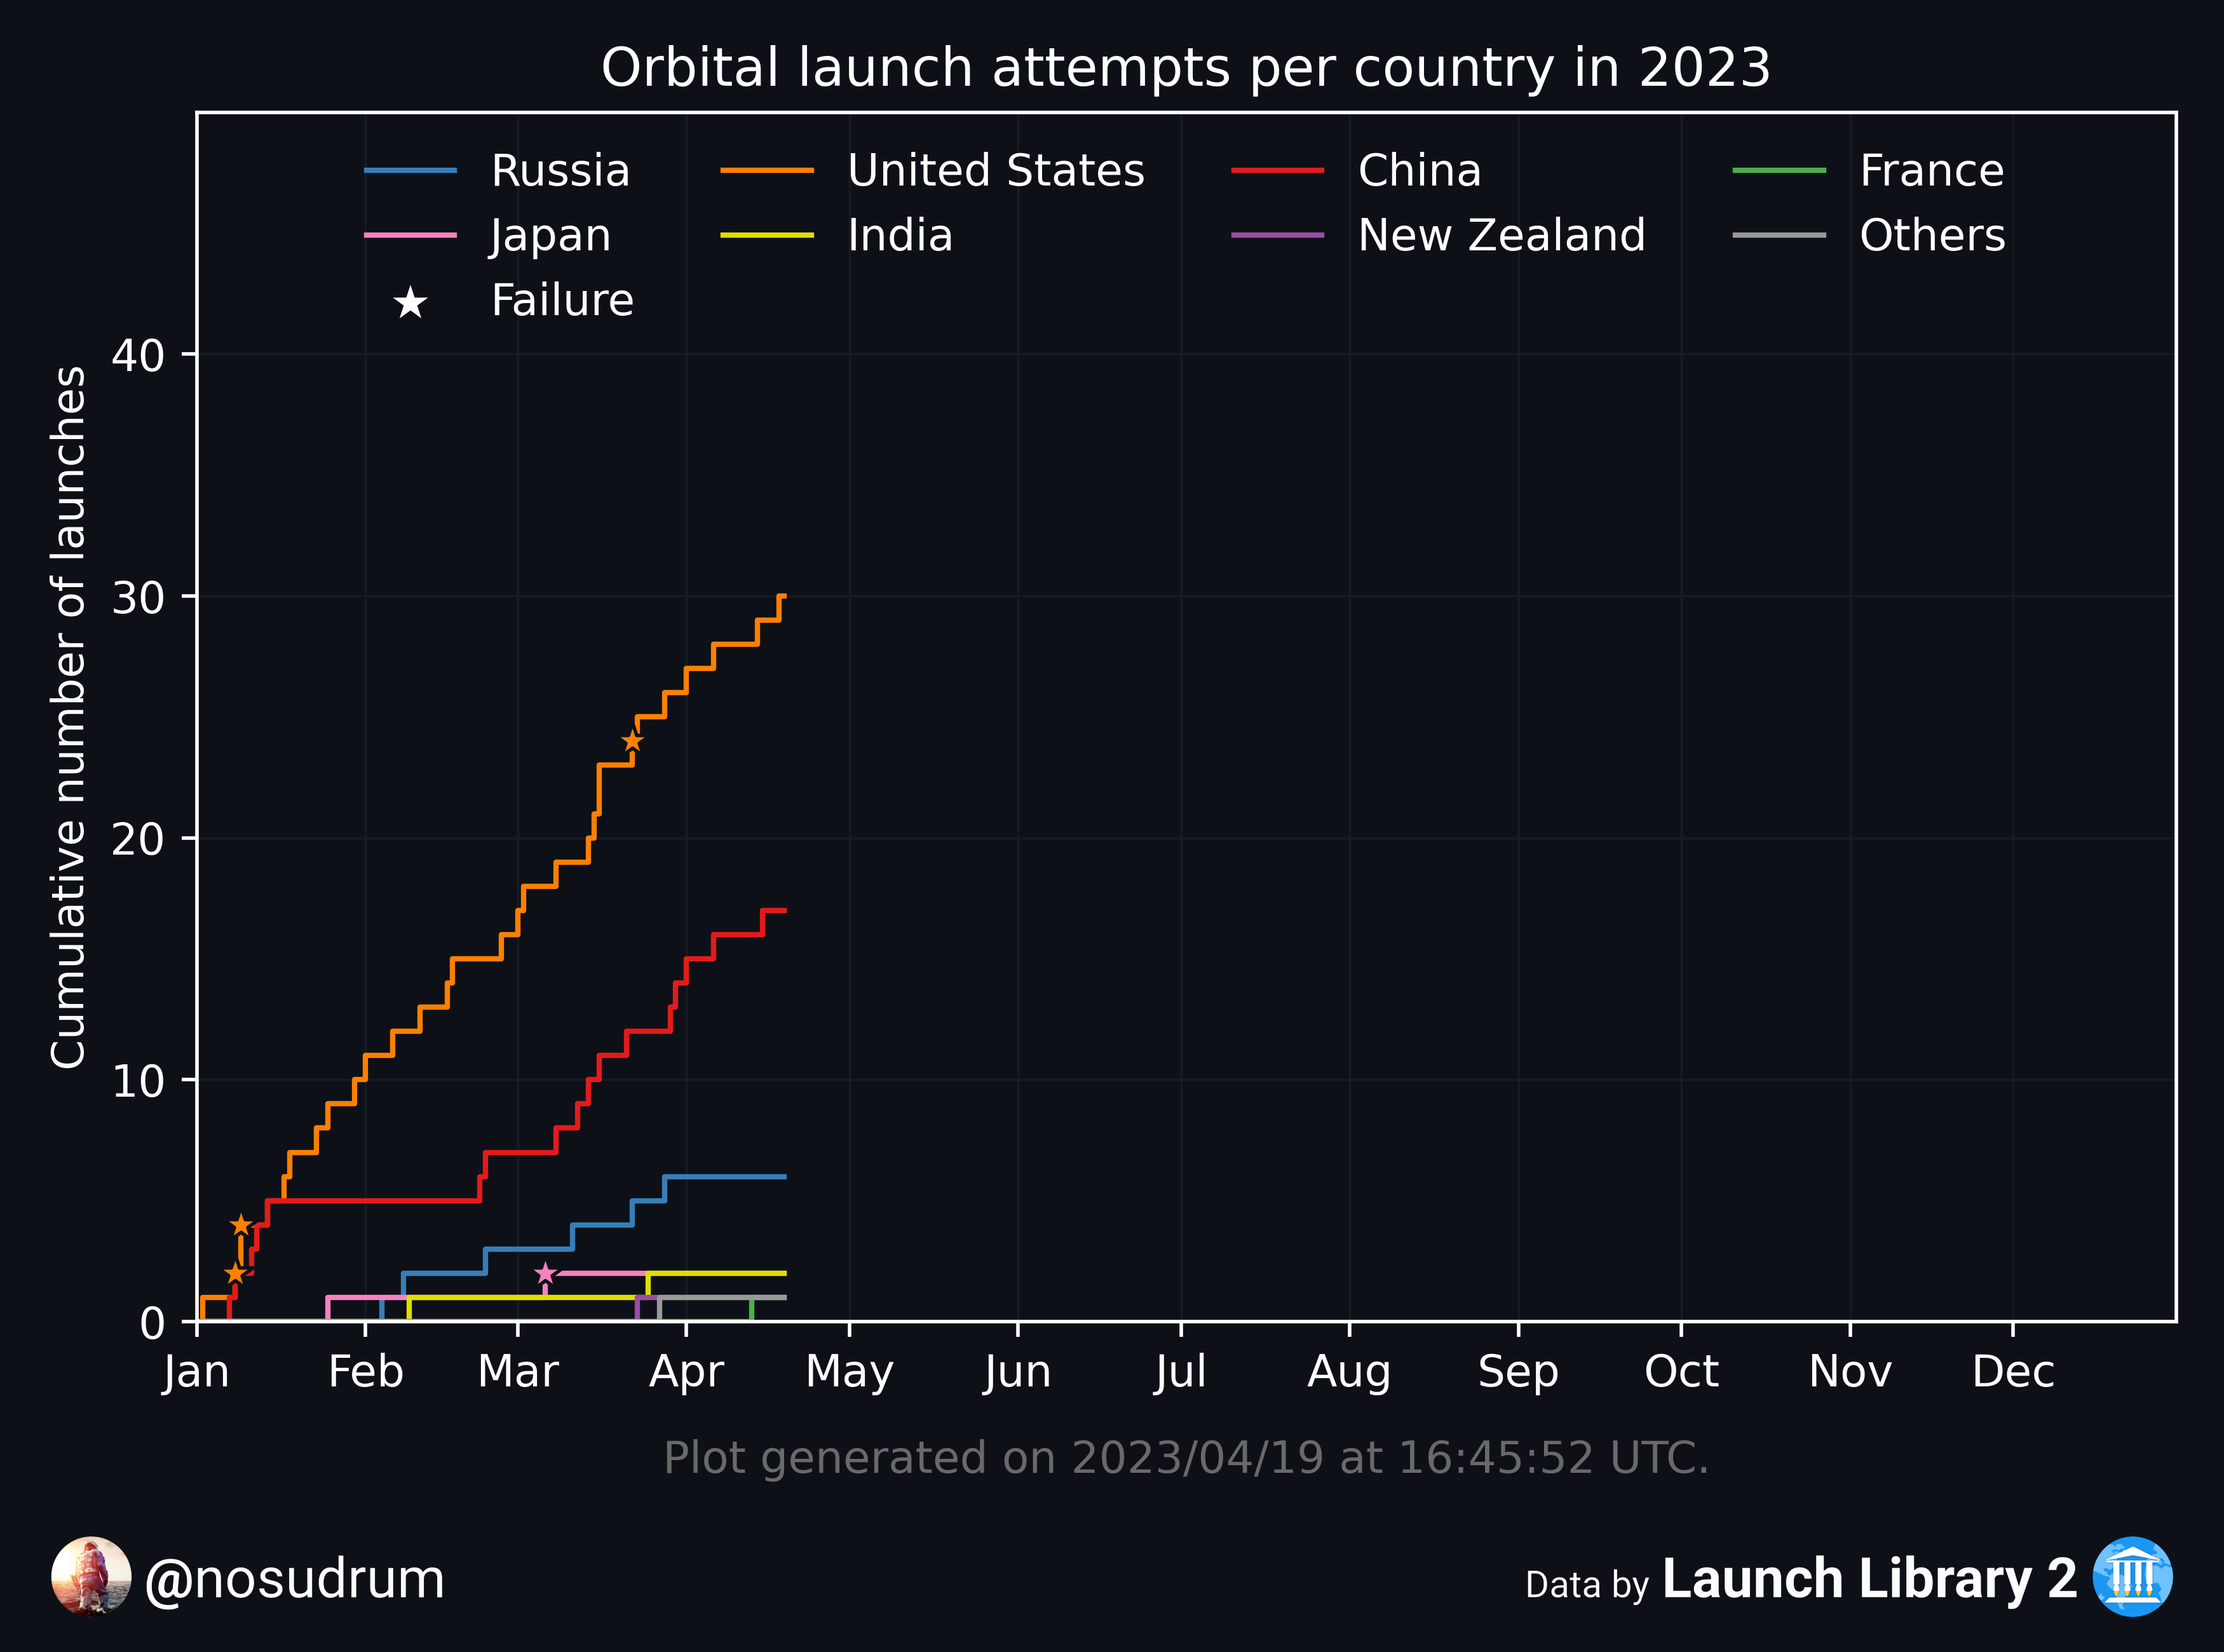 Orbital launch attempts per country in 2023
Russia United States China France
Japan India New Zealand Others
Failure
Cumulative number of launches
40
30
20
10
0
Jan Feb Mar Apr May Jun Jul Aug Sep Oct Nov Dec
Plot generated on 2023/04/19 at 16:45:52 UTC.
@nosudrum
Data by Launch Library 2